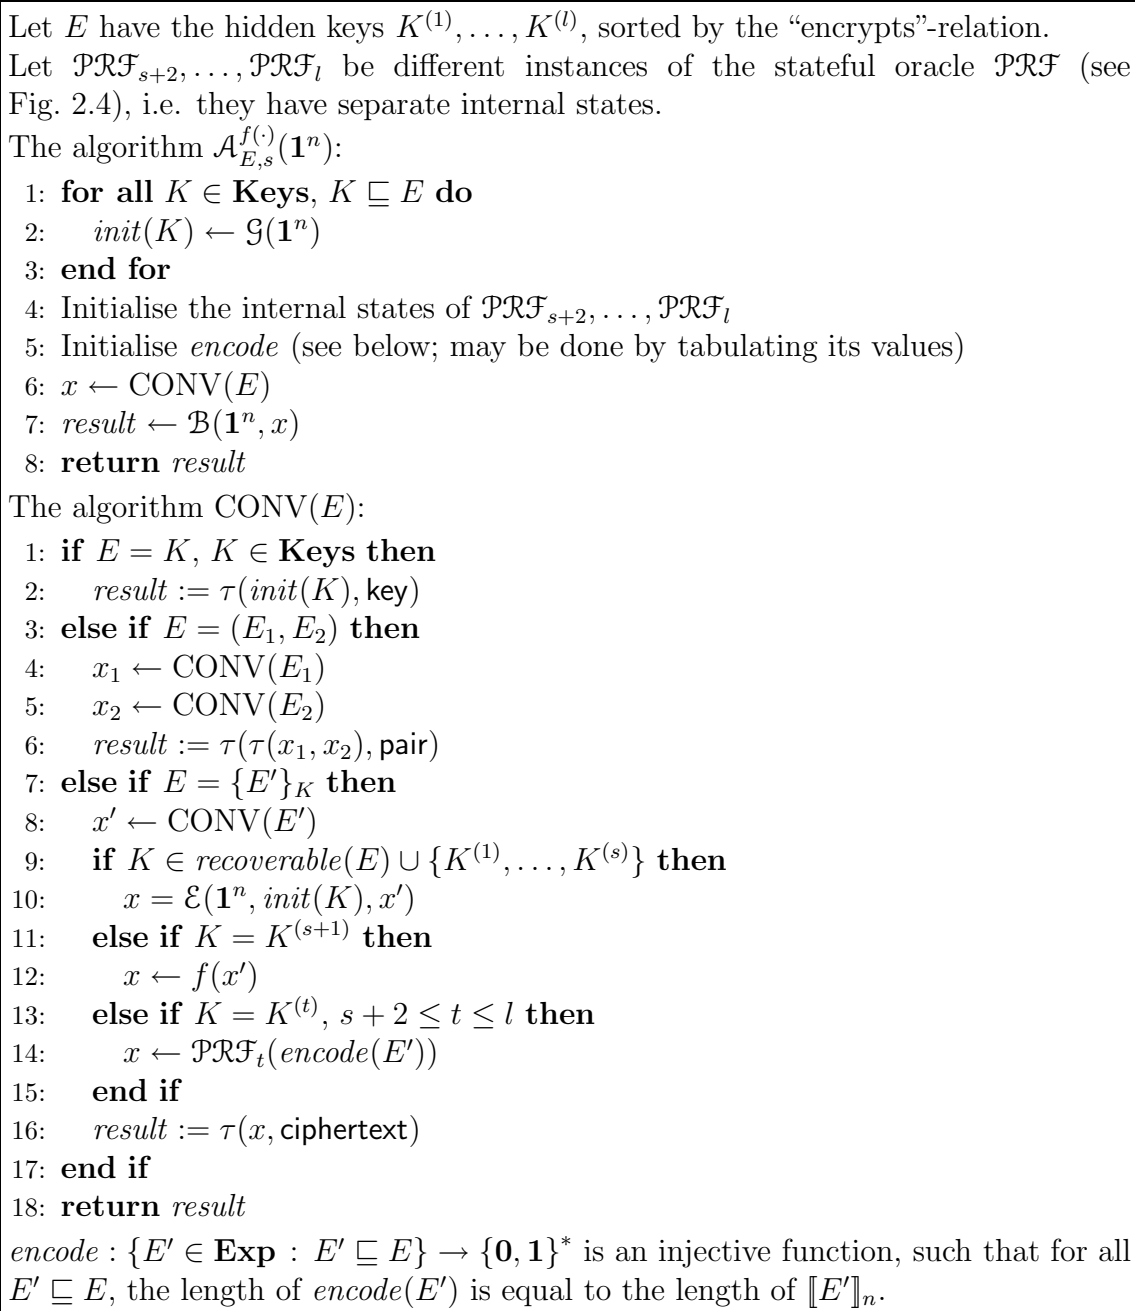 Let E have the hidden keys K^{(1)}, …, K^{(l)}, sorted by the “encrypts”-relation.
Let 𝒫ℛℱ_{s+2}, …, 𝒫ℛℱ_l be different instances of the stateful oracle 𝒫ℛℱ (see
Fig. 2.4), i.e. they have separate internal states.
The algorithm 𝒜_{E,s}^{f(·)}(1^n):
1: for all K ∈ Keys, K ⊑ E do
2: init(K) ← 𝒢(1^n)
3: end for
4: Initialise the internal states of 𝒫ℛℱ_{s+2}, …, 𝒫ℛℱ_l
5: Initialise encode (see below; may be done by tabulating its values)
6: x ← CONV(E)
7: result ← ℬ(1^n, x)
8: return result
The algorithm CONV(E):
1: if E = K, K ∈ Keys then
2: result := τ(init(K), key)
3: else if E = (E_1, E_2) then
4: x_1 ← CONV(E_1)
5: x_2 ← CONV(E_2)
6: result := τ(τ(x_1, x_2), pair)
7: else if E = {E′}_K then
8: x′ ← CONV(E′)
9: if K ∈ recoverable(E) ∪ {K^{(1)}, …, K^{(s)}} then
10: x = ℰ(1^n, init(K), x′)
11: else if K = K^{(s+1)} then
12: x ← f(x′)
13: else if K = K^{(t)}, s + 2 ≤ t ≤ l then
14: x ← 𝒫ℛℱ_t(encode(E′))
15: end if
16: result := τ(x, ciphertext)
17: end if
18: return result
encode : {E′ ∈ Exp : E′ ⊑ E} → {0, 1}* is an injective function, such that for all
E′ ⊑ E, the length of encode(E′) is equal to the length of ⟦E′⟧_n.